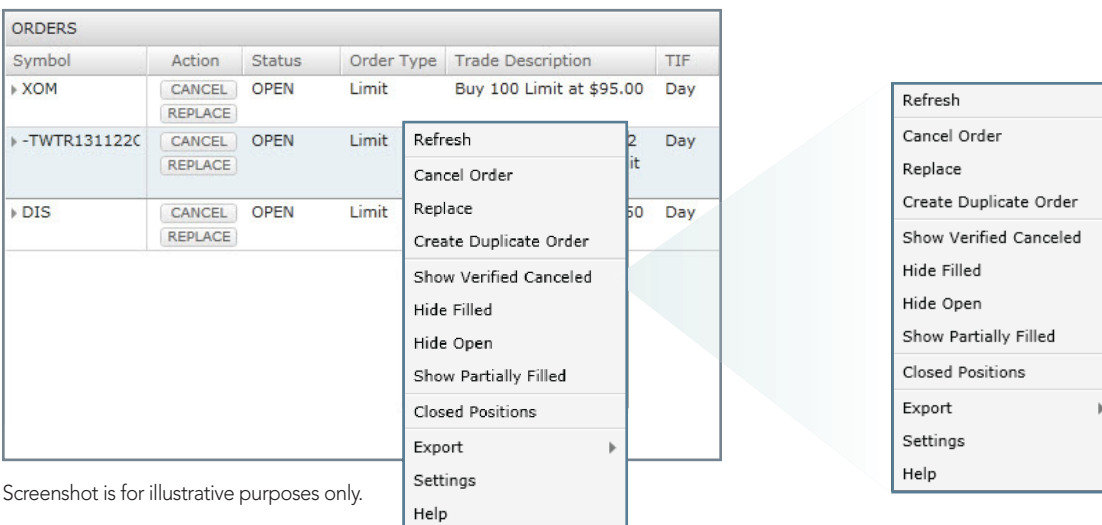 ORDERS
Symbol Action Status Order Type Trade Description TIF
XOM CANCEL OPEN Limit Buy 100 Limit at $95.00 Day
REPLACE
-TWTR131122C CANCEL OPEN Limit 2 Day
REPLACE it
DIS CANCEL OPEN Limit 50 Day
REPLACE
Refresh
Cancel Order
Replace
Create Duplicate Order
Show Verified Canceled
Hide Filled
Hide Open
Show Partially Filled
Closed Positions
Export
Settings
Help
Refresh
Cancel Order
Replace
Create Duplicate Order
Show Verified Canceled
Hide Filled
Hide Open
Show Partially Filled
Closed Positions
Export
Settings
Help
Screenshot is for illustrative purposes only.